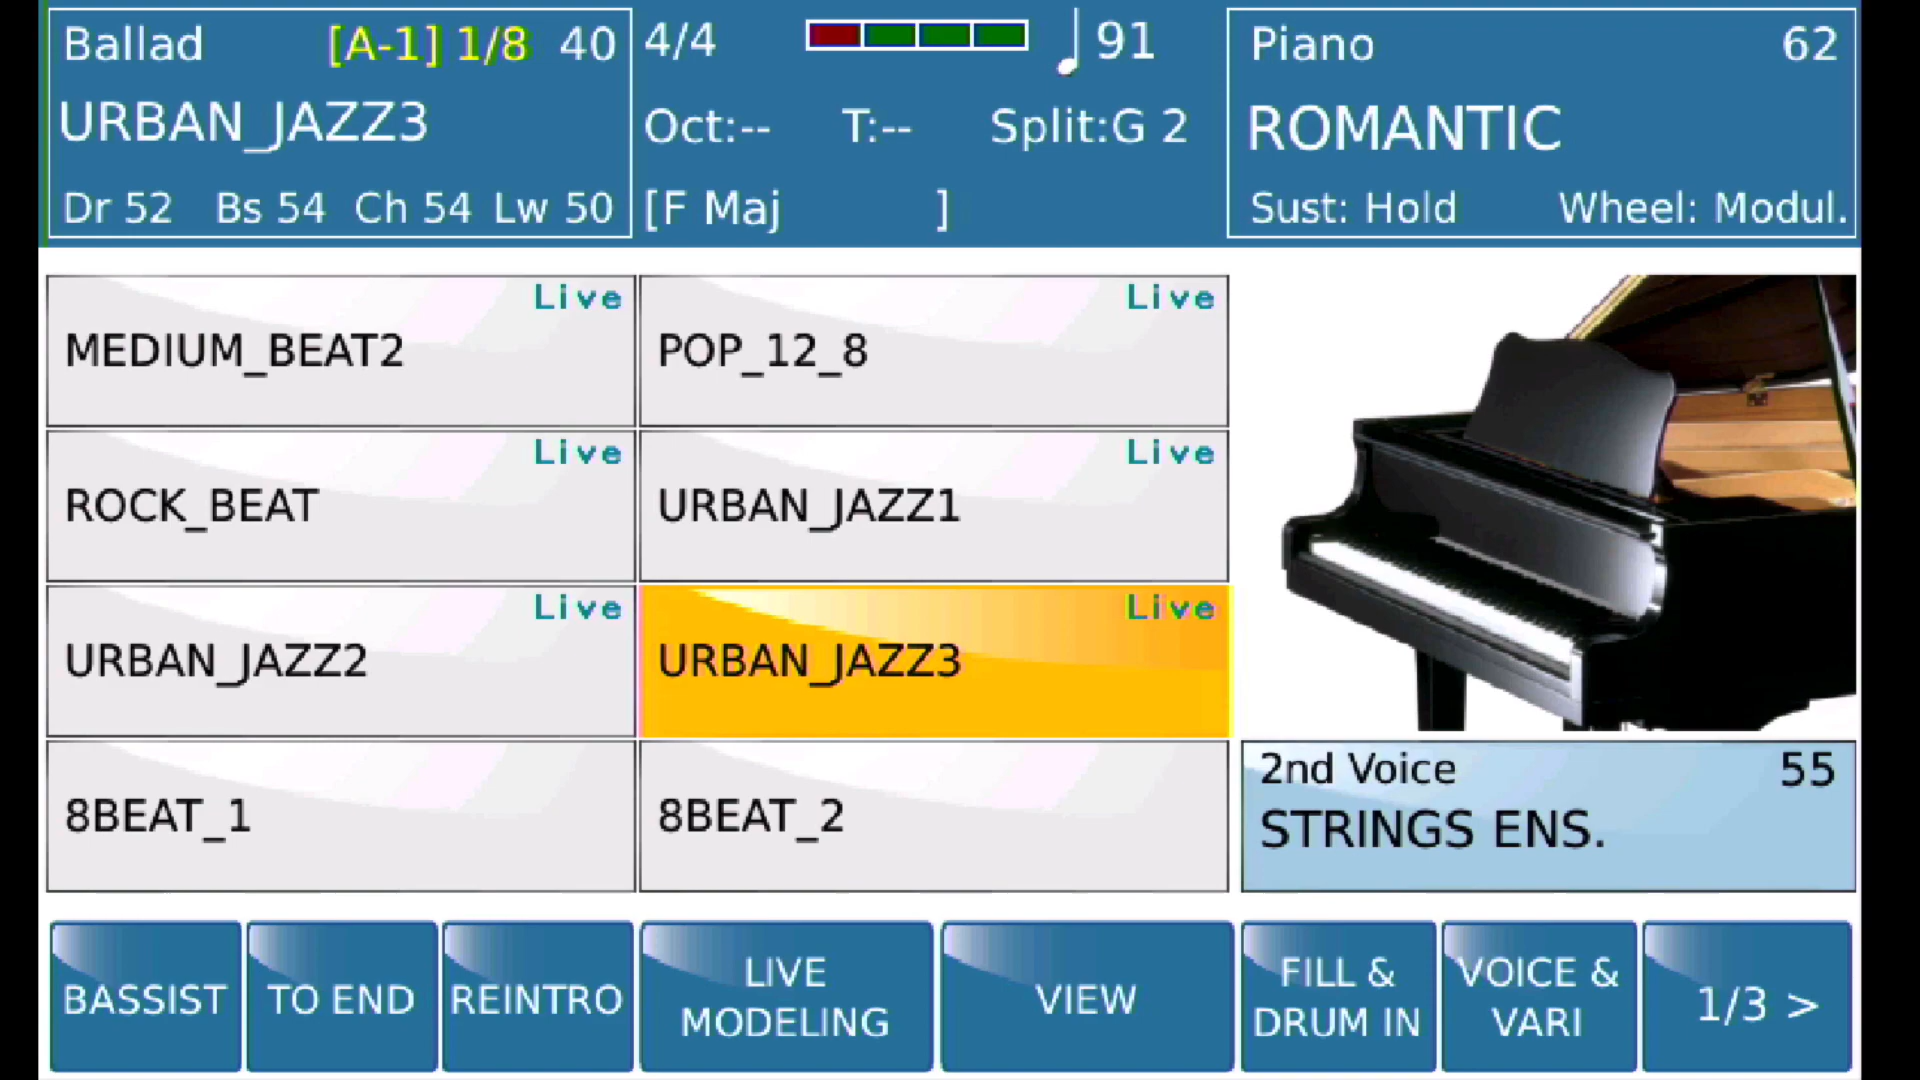 Ballad [A-1] 1/8 40
URBAN_JAZZ3
Dr 52 Bs 54 Ch 54 Lw 50
4/4 91
Oct:-- T:-- Split:G 2
[F Maj ]
Piano 62
ROMANTIC
Sust: Hold Wheel: Modul.
Live
MEDIUM_BEAT2
Live
POP_12_8
Live
ROCK_BEAT
Live
URBAN_JAZZ1
Live
URBAN_JAZZ2
Live
URBAN_JAZZ3
8BEAT_1
8BEAT_2
2nd Voice 55
STRINGS ENS.
BASSIST
TO END
REINTRO
LIVE
MODELING
VIEW
FILL &
DRUM IN
VOICE &
VARI
1/3 >